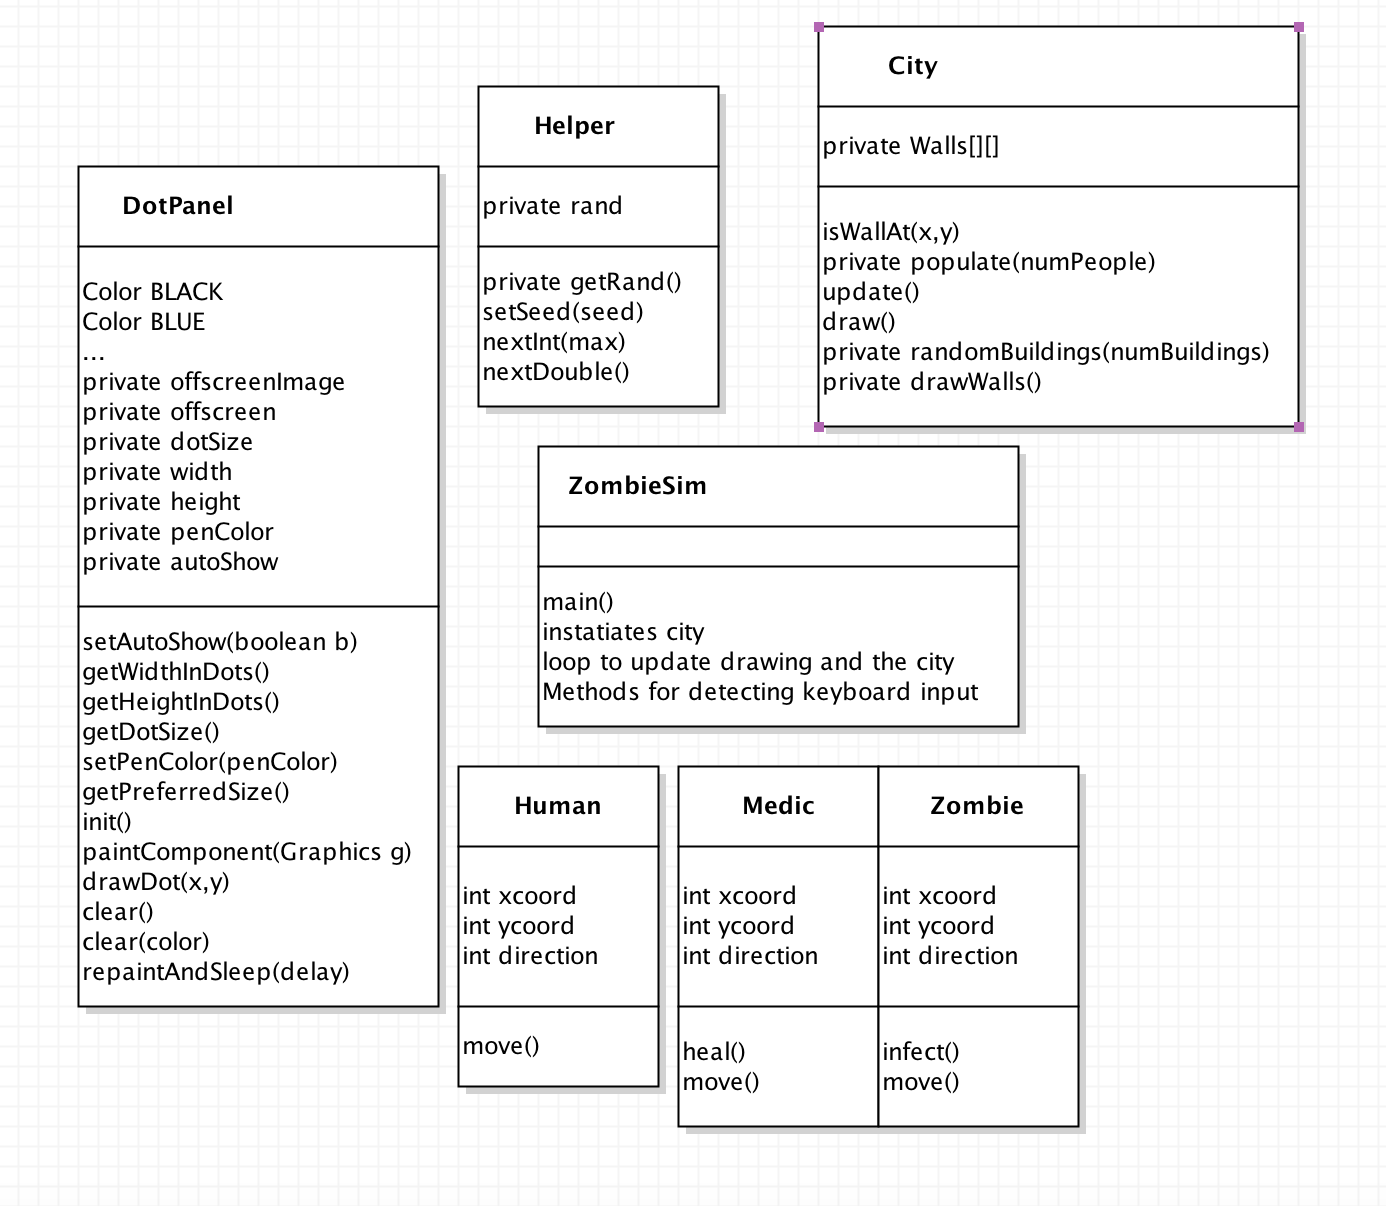 DotPanel
Color BLACK
Color BLUE
...
private offscreenImage
private offscreen
private dotSize
private width
private height
private penColor
private autoShow
setAutoShow(boolean b)
getWidthInDots()
getHeightInDots()
getDotSize()
setPenColor(penColor)
getPreferredSize()
init()
paintComponent(Graphics g)
drawDot(x,y)
clear()
clear(color)
repaintAndSleep(delay)
Helper
private rand
private getRand()
setSeed(seed)
nextInt(max)
nextDouble()
City
private Walls[][]
isWallAt(x,y)
private populate(numPeople)
update()
draw()
private randomBuildings(numBuildings)
private drawWalls()
ZombieSim
main()
instatiates city
loop to update drawing and the city
Methods for detecting keyboard input
Human
int xcoord
int ycoord
int direction
move()
Medic
int xcoord
int ycoord
int direction
heal()
move()
Zombie
int xcoord
int ycoord
int direction
infect()
move()